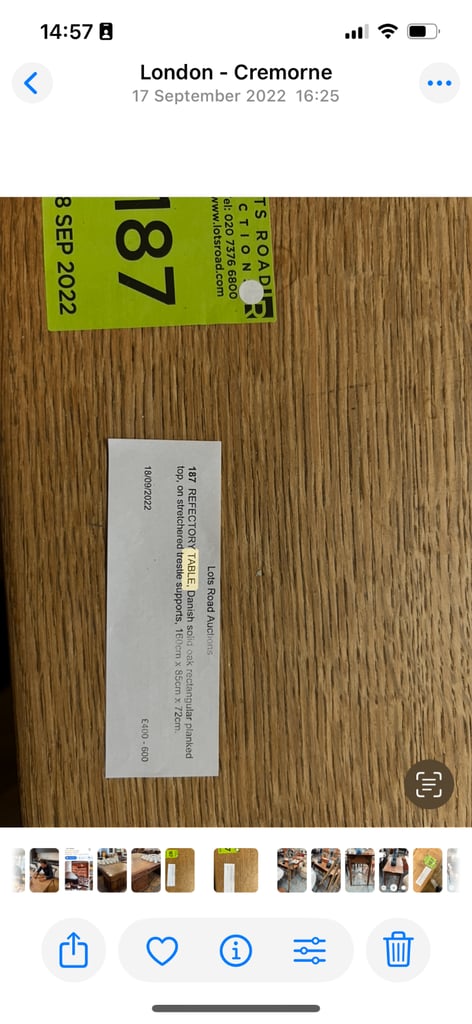 14:57
London - Cremorne
17 September 2022 16:25
TS ROAD
CTION
el: 020 7376 6800
www.lotsroad.com
187
8 SEP 2022
Lots Road Auctions
187 REFECTORY TABLE, Danish solid oak rectangular planked
top, on stretchered trestle supports, 160cm x 85cm x 72cm.
18/09/2022 £400 - 600